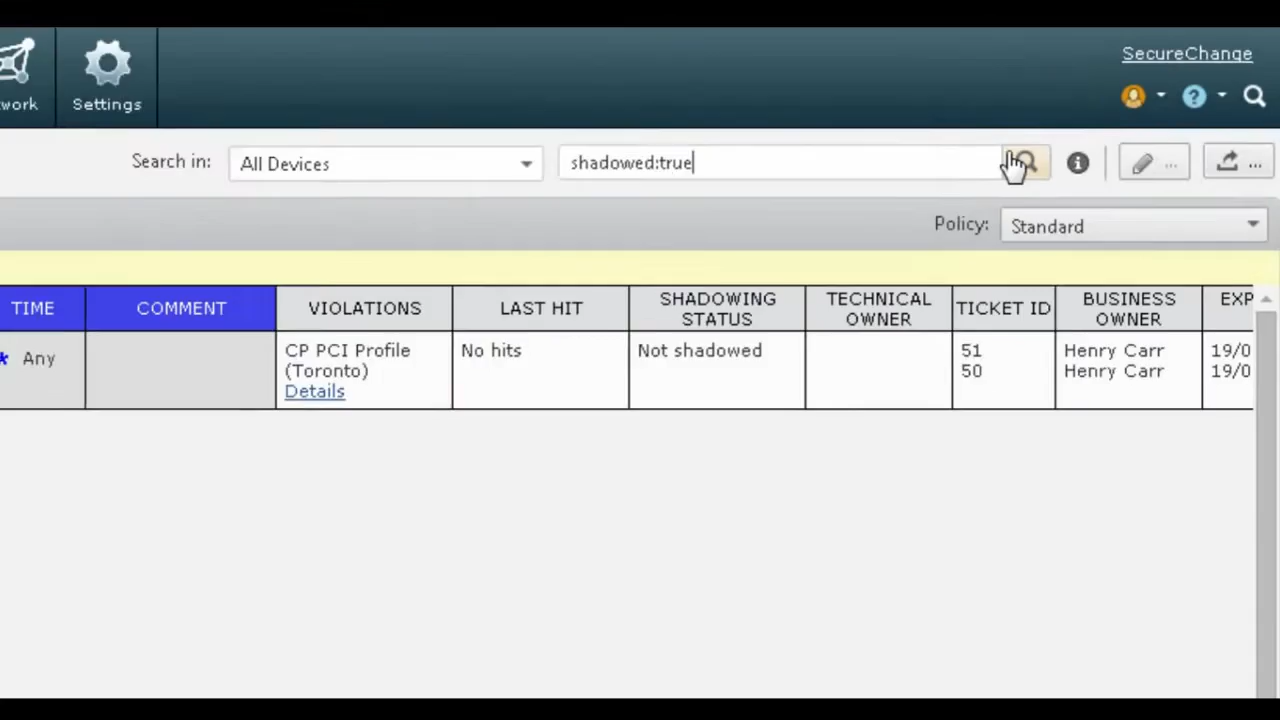 SecureChange
work
Settings
Search in:
All Devices
shadowed:true
...
...
Policy:
Standard
TIME
COMMENT
VIOLATIONS
LAST HIT
SHADOWING
STATUS
TECHNICAL
OWNER
TICKET ID
BUSINESS
OWNER
EXP
* Any
CP PCI Profile
(Toronto)
Details
No hits
Not shadowed
51
50
Henry Carr
Henry Carr
19/0
19/0